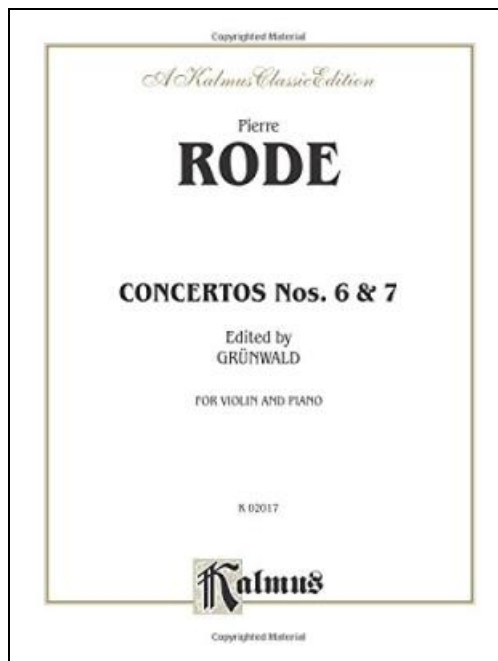 Copyrighted Material
A Kalmus Classic Edition
Pierre
RODE
CONCERTOS Nos. 6 & 7
Edited by
GRÜNWALD
FOR VIOLIN AND PIANO
K 02017
Kalmus
Copyrighted Material